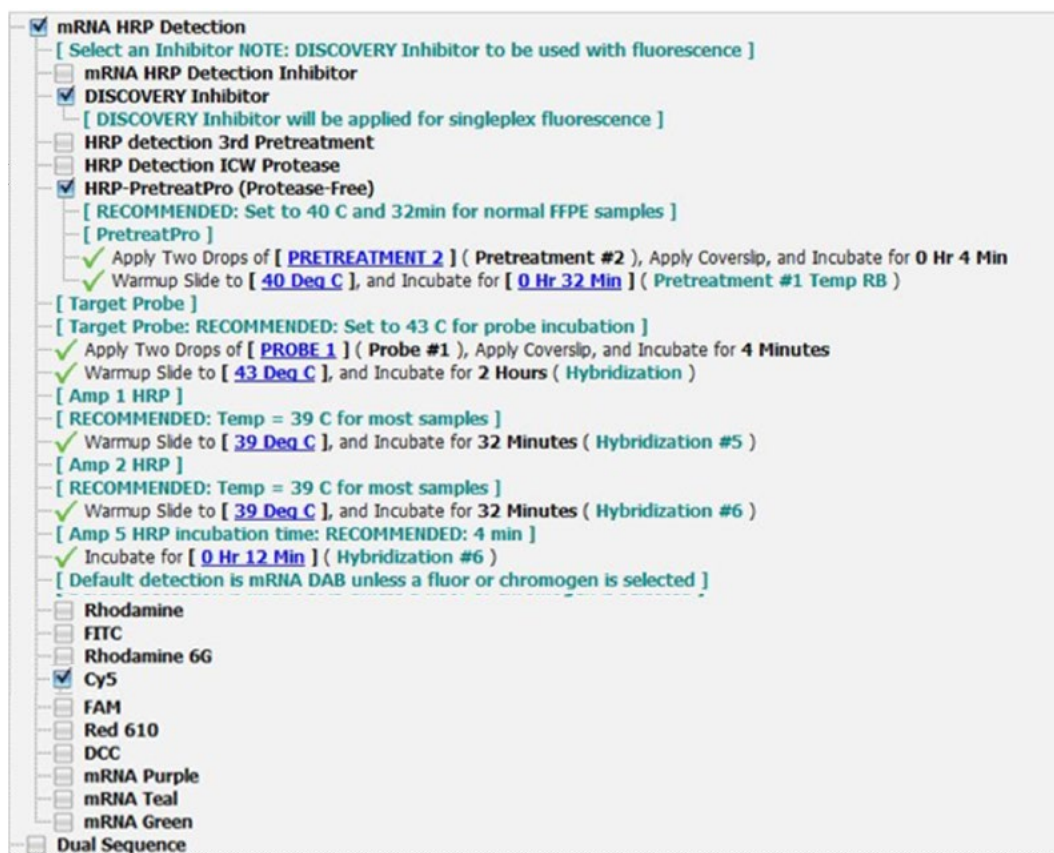 mRNA HRP Detection
[ Select an Inhibitor NOTE: DISCOVERY Inhibitor to be used with fluorescence ]
mRNA HRP Detection Inhibitor
DISCOVERY Inhibitor
[ DISCOVERY Inhibitor will be applied for singleplex fluorescence ]
HRP detection 3rd Pretreatment
HRP Detection ICW Protease
HRP-PretreatPro (Protease-Free)
[ RECOMMENDED: Set to 40 C and 32min for normal FFPE samples ]
[ PretreatPro ]
Apply Two Drops of [ PRETREATMENT 2 ] ( Pretreatment #2 ), Apply Coverslip, and Incubate for 0 Hr 4 Min
Warmup Slide to [ 40 Deg C ], and Incubate for [ 0 Hr 32 Min ] ( Pretreatment #1 Temp RB )
[ Target Probe ]
[ Target Probe: RECOMMENDED: Set to 43 C for probe incubation ]
Apply Two Drops of [ PROBE 1 ] ( Probe #1 ), Apply Coverslip, and Incubate for 4 Minutes
Warmup Slide to [ 43 Deg C ], and Incubate for 2 Hours ( Hybridization )
[ Amp 1 HRP ]
[ RECOMMENDED: Temp = 39 C for most samples ]
Warmup Slide to [ 39 Deg C ], and Incubate for 32 Minutes ( Hybridization #5 )
[ Amp 2 HRP ]
[ RECOMMENDED: Temp = 39 C for most samples ]
Warmup Slide to [ 39 Deg C ], and Incubate for 32 Minutes ( Hybridization #6 )
[ Amp 5 HRP incubation time: RECOMMENDED: 4 min ]
Incubate for [ 0 Hr 12 Min ] ( Hybridization #6 )
[ Default detection is mRNA DAB unless a fluor or chromogen is selected ]
Rhodamine
FITC
Rhodamine 6G
Cy5
FAM
Red 610
DCC
mRNA Purple
mRNA Teal
mRNA Green
Dual Sequence